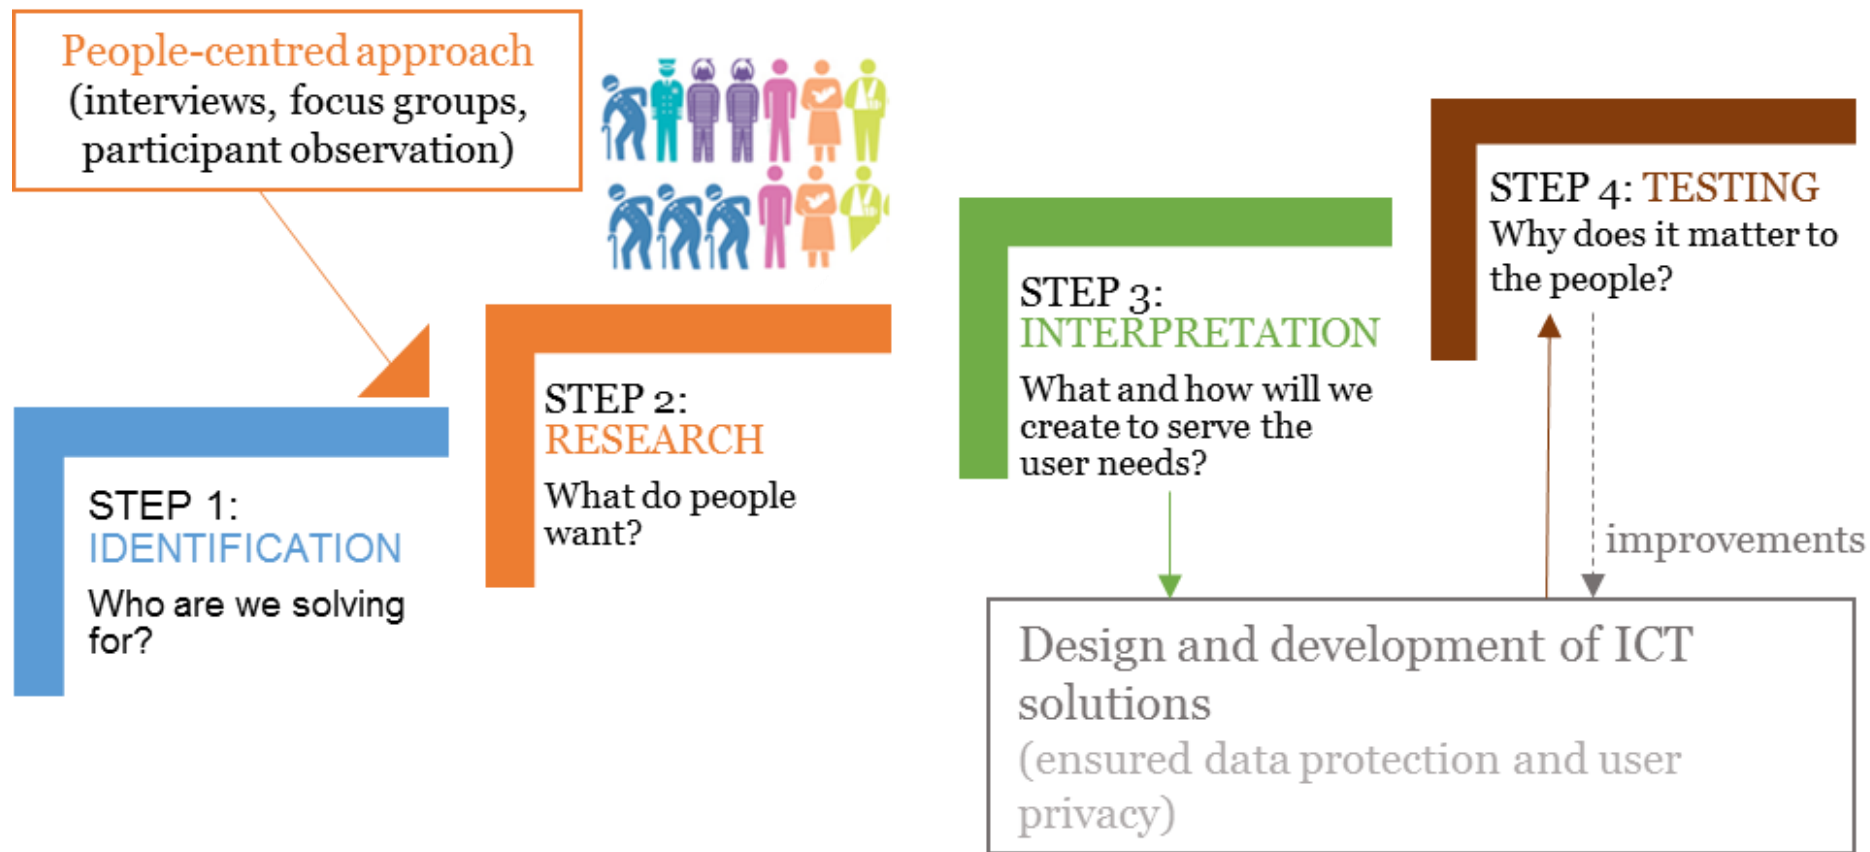 People-centred approach
(interviews, focus groups,
participant observation)
STEP 1:
IDENTIFICATION
Who are we solving
for?
STEP 2:
RESEARCH
What do people
want?
STEP 3:
INTERPRETATION
What and how will we
create to serve the
user needs?
STEP 4: TESTING
Why does it matter to
the people?
improvements
Design and development of ICT
solutions
(ensured data protection and user
privacy)